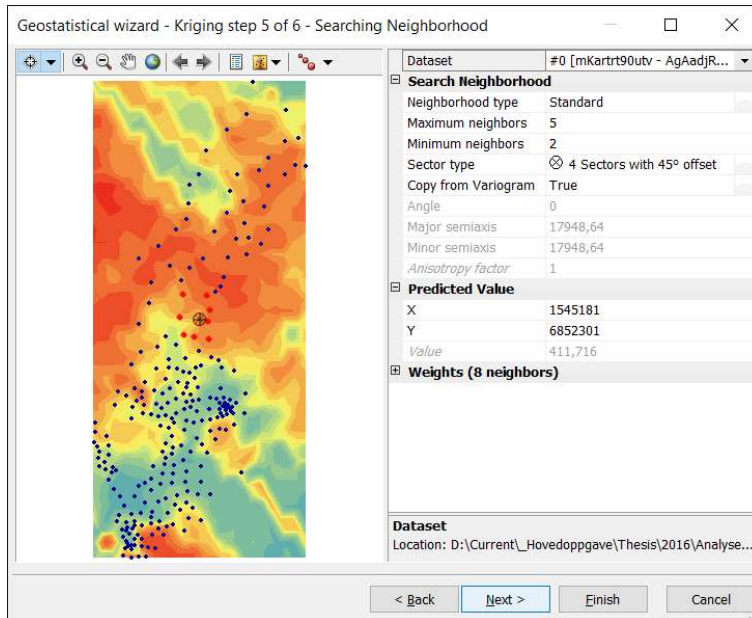 Geostatistical wizard - Kriging step 5 of 6 - Searching Neighborhood
Dataset #0 [mKartrt90utv - AgAadjR...
Search Neighborhood
Neighborhood type Standard
Maximum neighbors 5
Minimum neighbors 2
Sector type 4 Sectors with 45° offset
Copy from Variogram True
Angle 0
Major semiaxis 17948,64
Minor semiaxis 17948,64
Anisotropy factor 1
Predicted Value
X 1545181
Y 6852301
Value 411,716
Weights (8 neighbors)
Dataset
Location: D:\Current\_Hovedoppgave\Thesis\2016\Analyse...
< Back Next > Finish Cancel